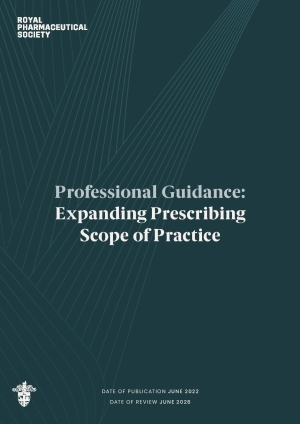 ROYAL
PHARMACEUTICAL
SOCIETY
Professional Guidance:
Expanding Prescribing
Scope of Practice
DATE OF PUBLICATION JUNE 2022
DATE OF REVIEW JUNE 2026